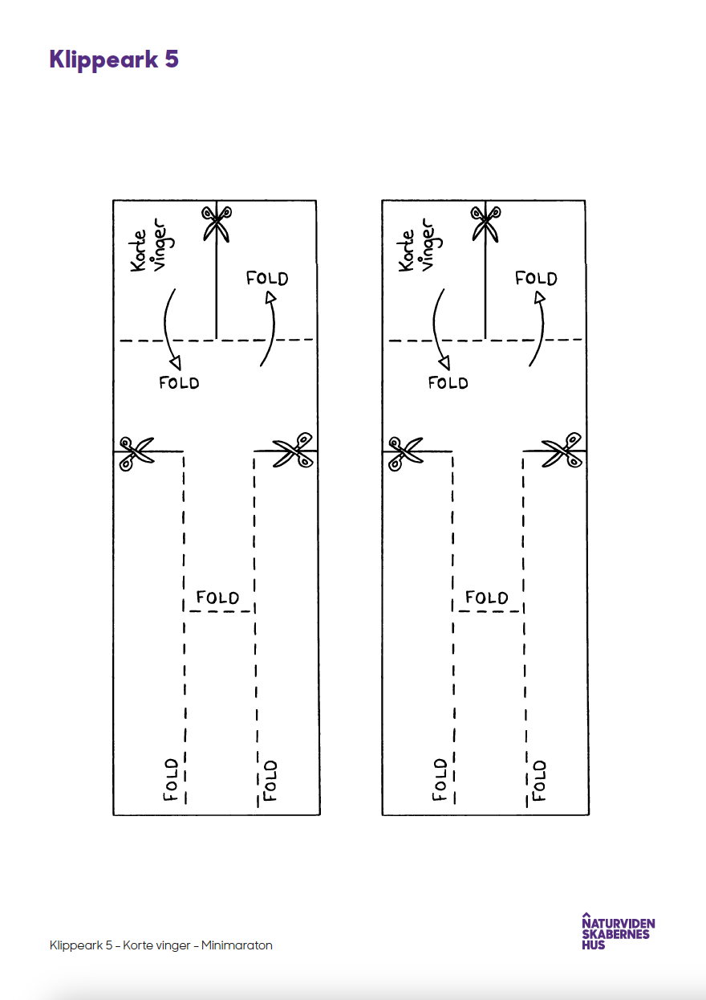 Klippeark 5
Korte
vinger
FOLD
FOLD
FOLD
FOLD
FOLD
Korte
vinger
FOLD
FOLD
FOLD
FOLD
FOLD
Klippeark 5 – Korte vinger – Minimaraton
NATURVIDEN
SKABERNES
HUS